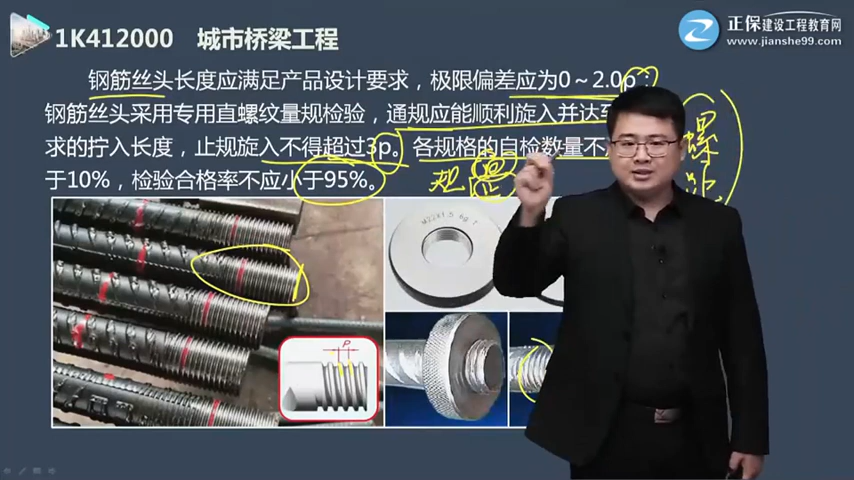 1K412000 城市桥梁工程
正保建设工程教育网
www.jianshe99.com
钢筋丝头长度应满足产品设计要求，极限偏差应为0～2.0p；
钢筋丝头采用专用直螺纹量规检验，通规应能顺利旋入并达到
求的拧入长度，止规旋入不得超过3p。各规格的自检数量不
于10%，检验合格率不应小于95%。
规 通
止
螺
P